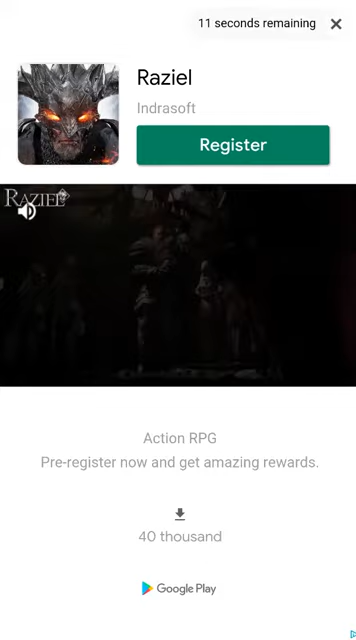 11 seconds remaining
Raziel
Indrasoft
Register
RAZIEL
Action RPG
Pre-register now and get amazing rewards.
40 thousand
Google Play